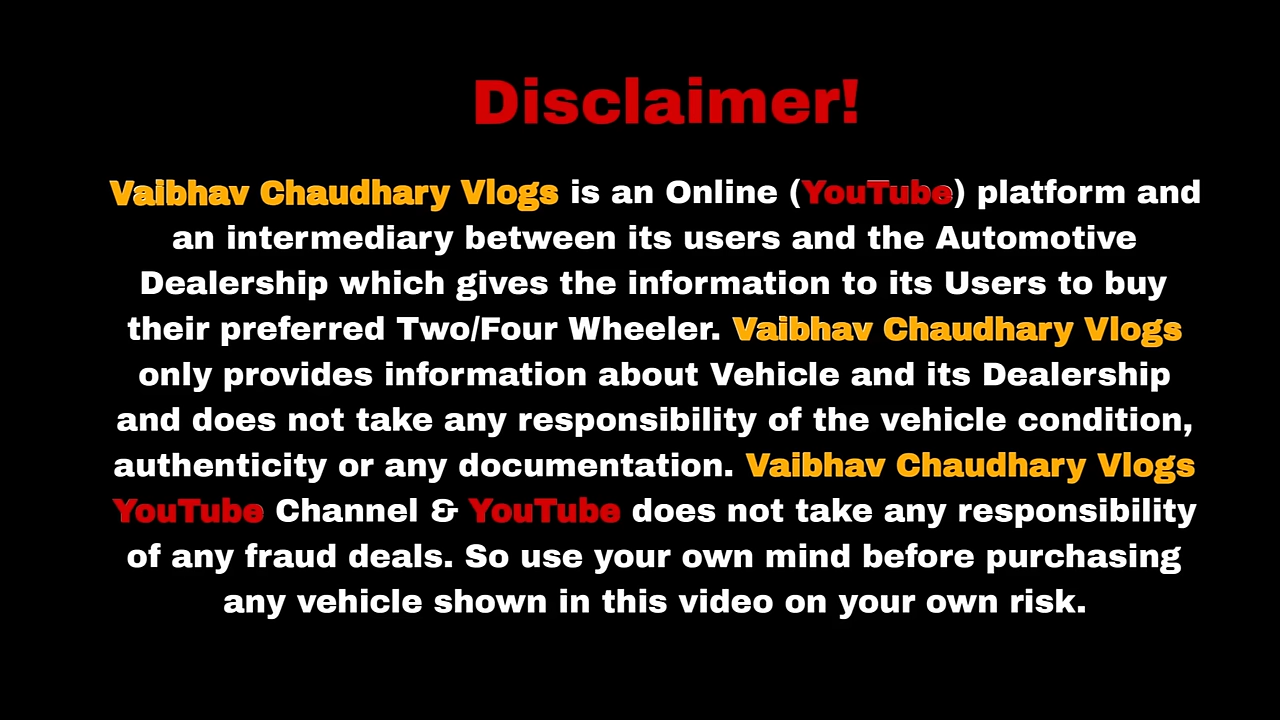 Disclaimer!
Vaibhav Chaudhary Vlogs is an Online (YouTube) platform and
an intermediary between its users and the Automotive
Dealership which gives the information to its Users to buy
their preferred Two/Four Wheeler. Vaibhav Chaudhary Vlogs
only provides information about Vehicle and its Dealership
and does not take any responsibility of the vehicle condition,
authenticity or any documentation. Vaibhav Chaudhary Vlogs
YouTube Channel & YouTube does not take any responsibility
of any fraud deals. So use your own mind before purchasing
any vehicle shown in this video on your own risk.